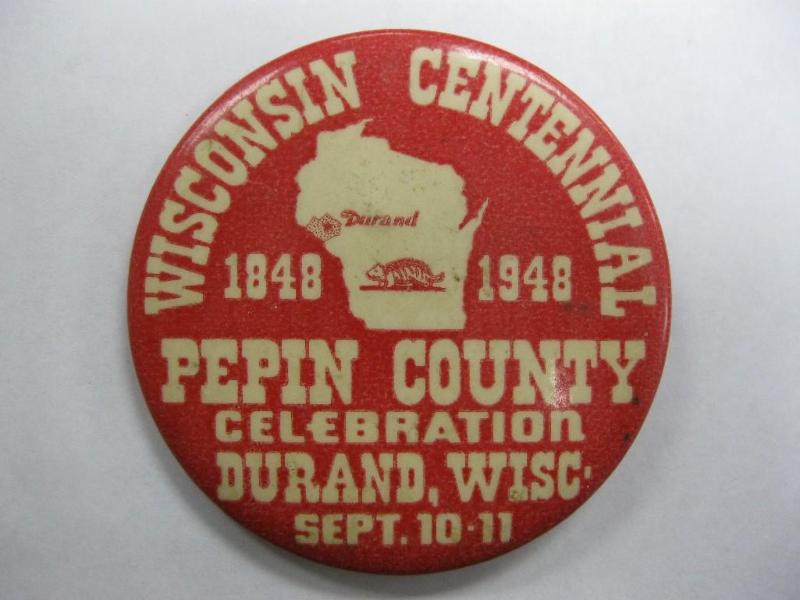 WISCONSIN CENTENNIAL
Durand
1848 1948
PEPIN COUNTY
CELEBRATION
DURAND, WISC.
SEPT. 10-11